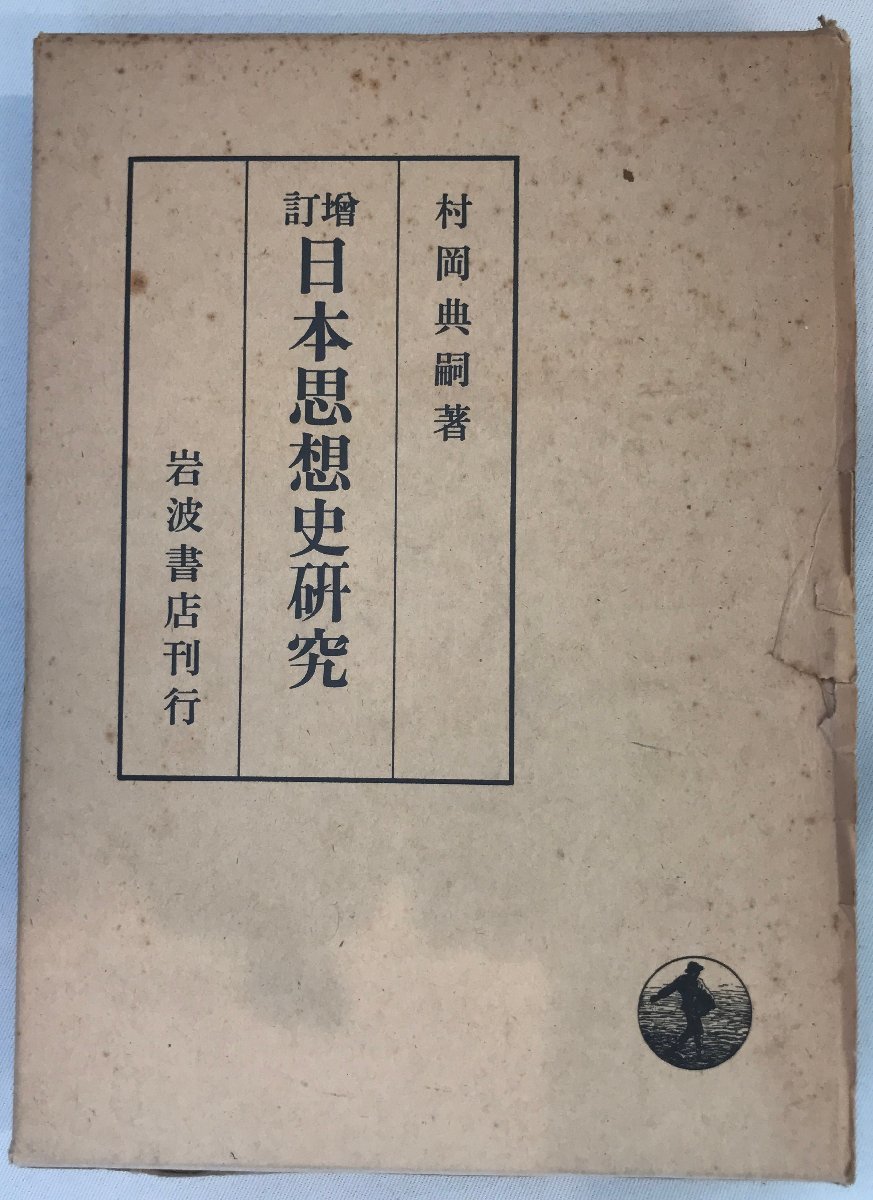 村岡典嗣著
增訂
日本思想史研究
岩波書店刊行